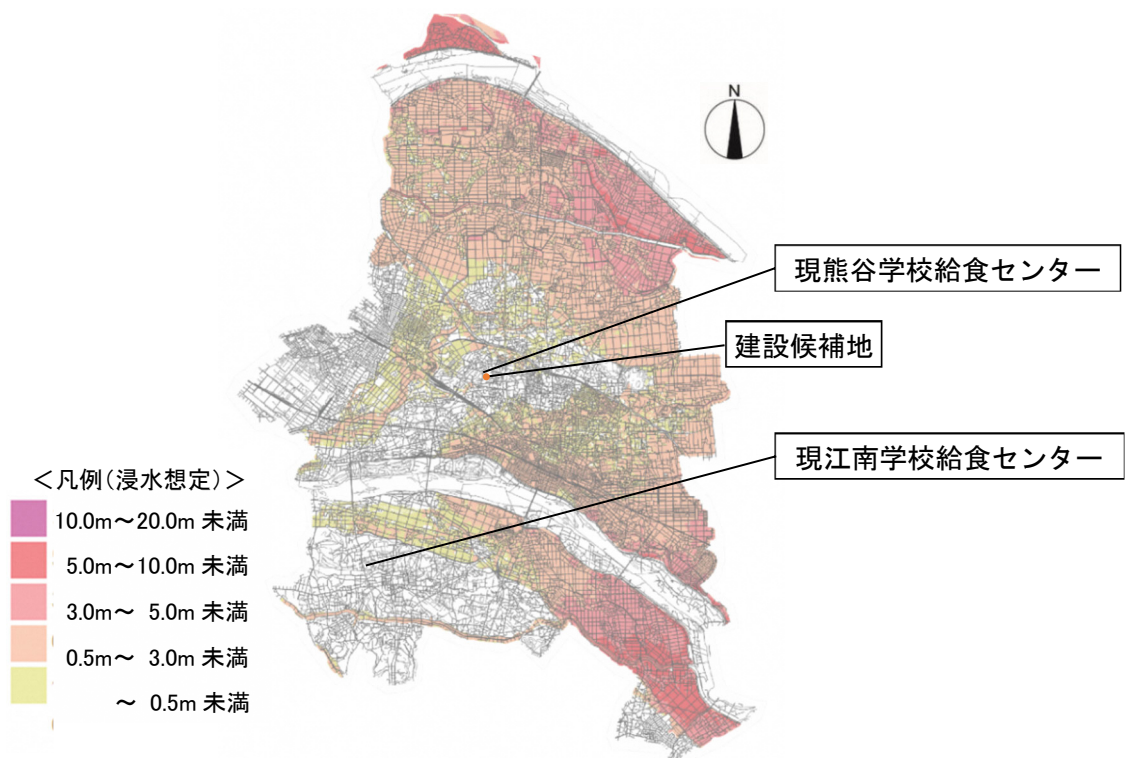 N
現熊谷学校給食センター
建設候補地
現江南学校給食センター
＜凡例(浸水想定)＞
10.0m～20.0m 未満
5.0m～10.0m 未満
3.0m～ 5.0m 未満
0.5m～ 3.0m 未満
～ 0.5m 未満